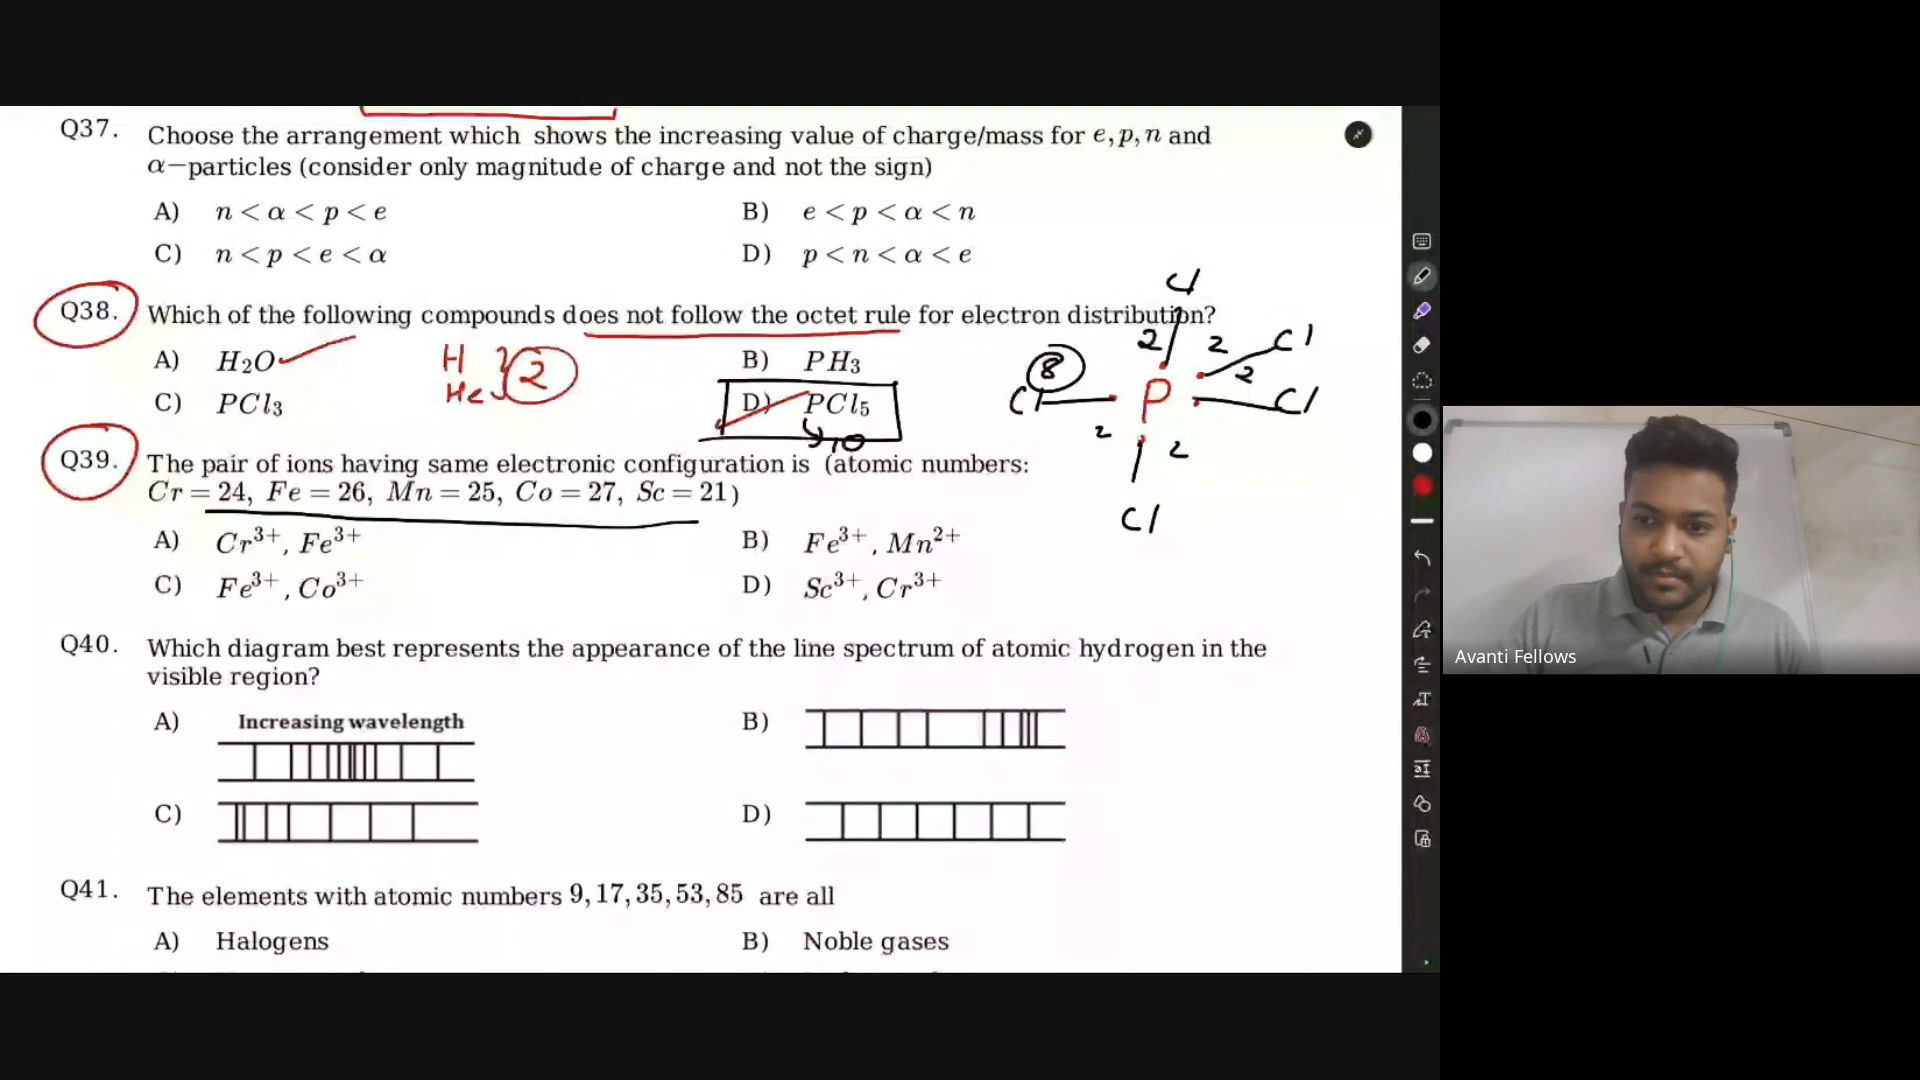 Q37. Choose the arrangement which shows the increasing value of charge/mass for e, p, n and
α−particles (consider only magnitude of charge and not the sign)
A) n < α < p < e
B) e < p < α < n
C) n < p < e < α
D) p < n < α < e
Q38. Which of the following compounds does not follow the octet rule for electron distribution?
A) H₂O
B) PH₃
C) PCl₃
D) PCl₅
H
He
2
10
8
Cl
2
2
Cl
2
Cl
P
Cl
2
2
Cl
Q39. The pair of ions having same electronic configuration is (atomic numbers:
Cr = 24, Fe = 26, Mn = 25, Co = 27, Sc = 21)
A) Cr³⁺, Fe³⁺
B) Fe³⁺, Mn²⁺
C) Fe³⁺, Co³⁺
D) Sc³⁺, Cr³⁺
Q40. Which diagram best represents the appearance of the line spectrum of atomic hydrogen in the
visible region?
A) Increasing wavelength
B)
C)
D)
Q41. The elements with atomic numbers 9, 17, 35, 53, 85 are all
A) Halogens
B) Noble gases
Avanti Fellows